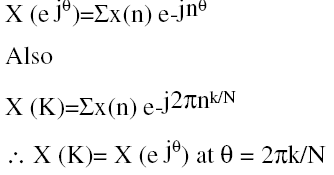 X (e jθ)=Σx(n) e-jnθ
Also
X (K)=Σx(n) e-j2πnk/N
∴ X (K)= X (e jθ) at θ = 2πk/N